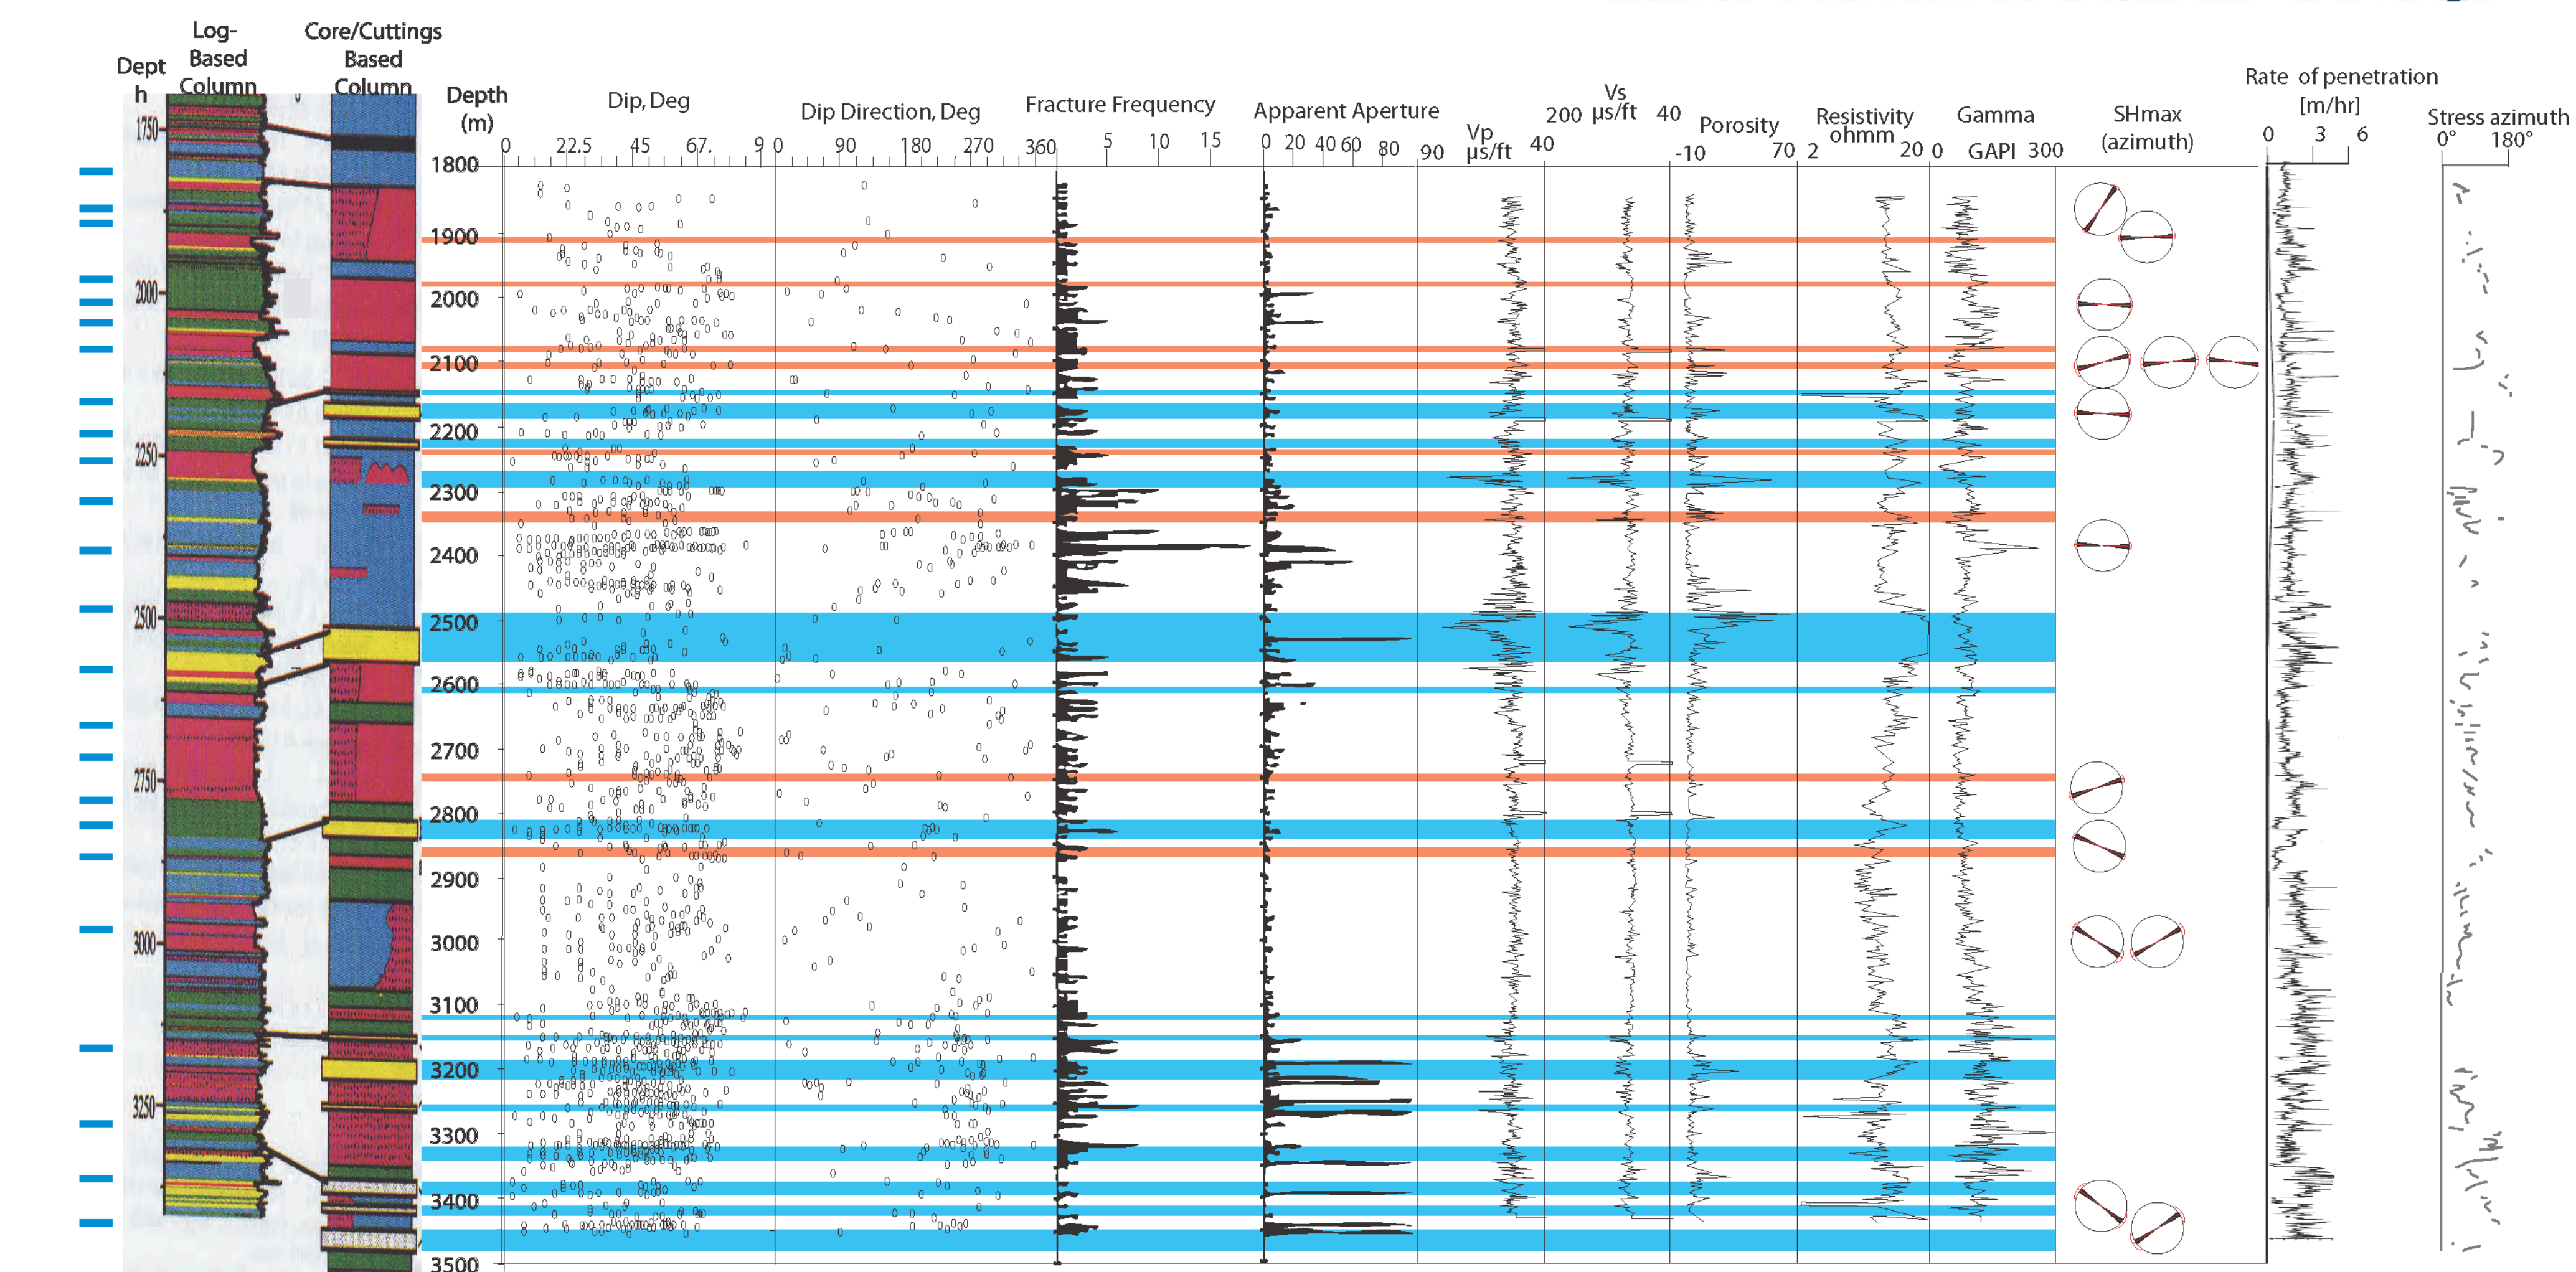 Log-
Based
Column
Core/Cuttings
Based
Column
Dept
h
Depth
(m)
Dip, Deg
Dip Direction, Deg
Fracture Frequency
Apparent Aperture
Vp
µs/ft
Vs
µs/ft
Porosity
Resistivity
ohmm
Gamma
GAPI
SHmax
(azimuth)
Rate of penetration
[m/hr]
Stress azimuth
0 22.5 45 67. 9 0 90 180 270 360
5 10 15
0 20 40 60 80
90 40
200 40
-10 70
2 20
0 300
0 3 6
0° 180°
1750
2000
2250
2500
2750
3000
3250
1800
1900
2000
2100
2200
2300
2400
2500
2600
2700
2800
2900
3000
3100
3200
3300
3400
3500